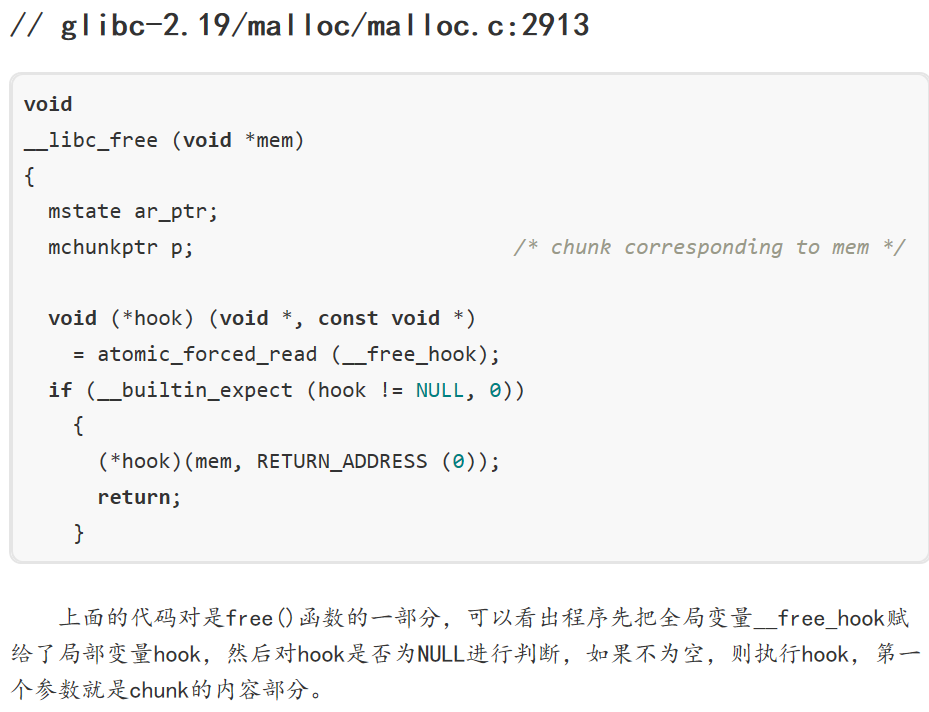 // glibc-2.19/malloc/malloc.c:2913
void
__libc_free (void *mem)
{
  mstate ar_ptr;
  mchunkptr p;                          /* chunk corresponding to mem */
  void (*hook) (void *, const void *)
    = atomic_forced_read (__free_hook);
  if (__builtin_expect (hook != NULL, 0))
    {
      (*hook)(mem, RETURN_ADDRESS (0));
      return;
    }
上面的代码对是free()函数的一部分，可以看出程序先把全局变量__free_hook赋
给了局部变量hook，然后对hook是否为NULL进行判断，如果不为空，则执行hook，第一
个参数就是chunk的内容部分。